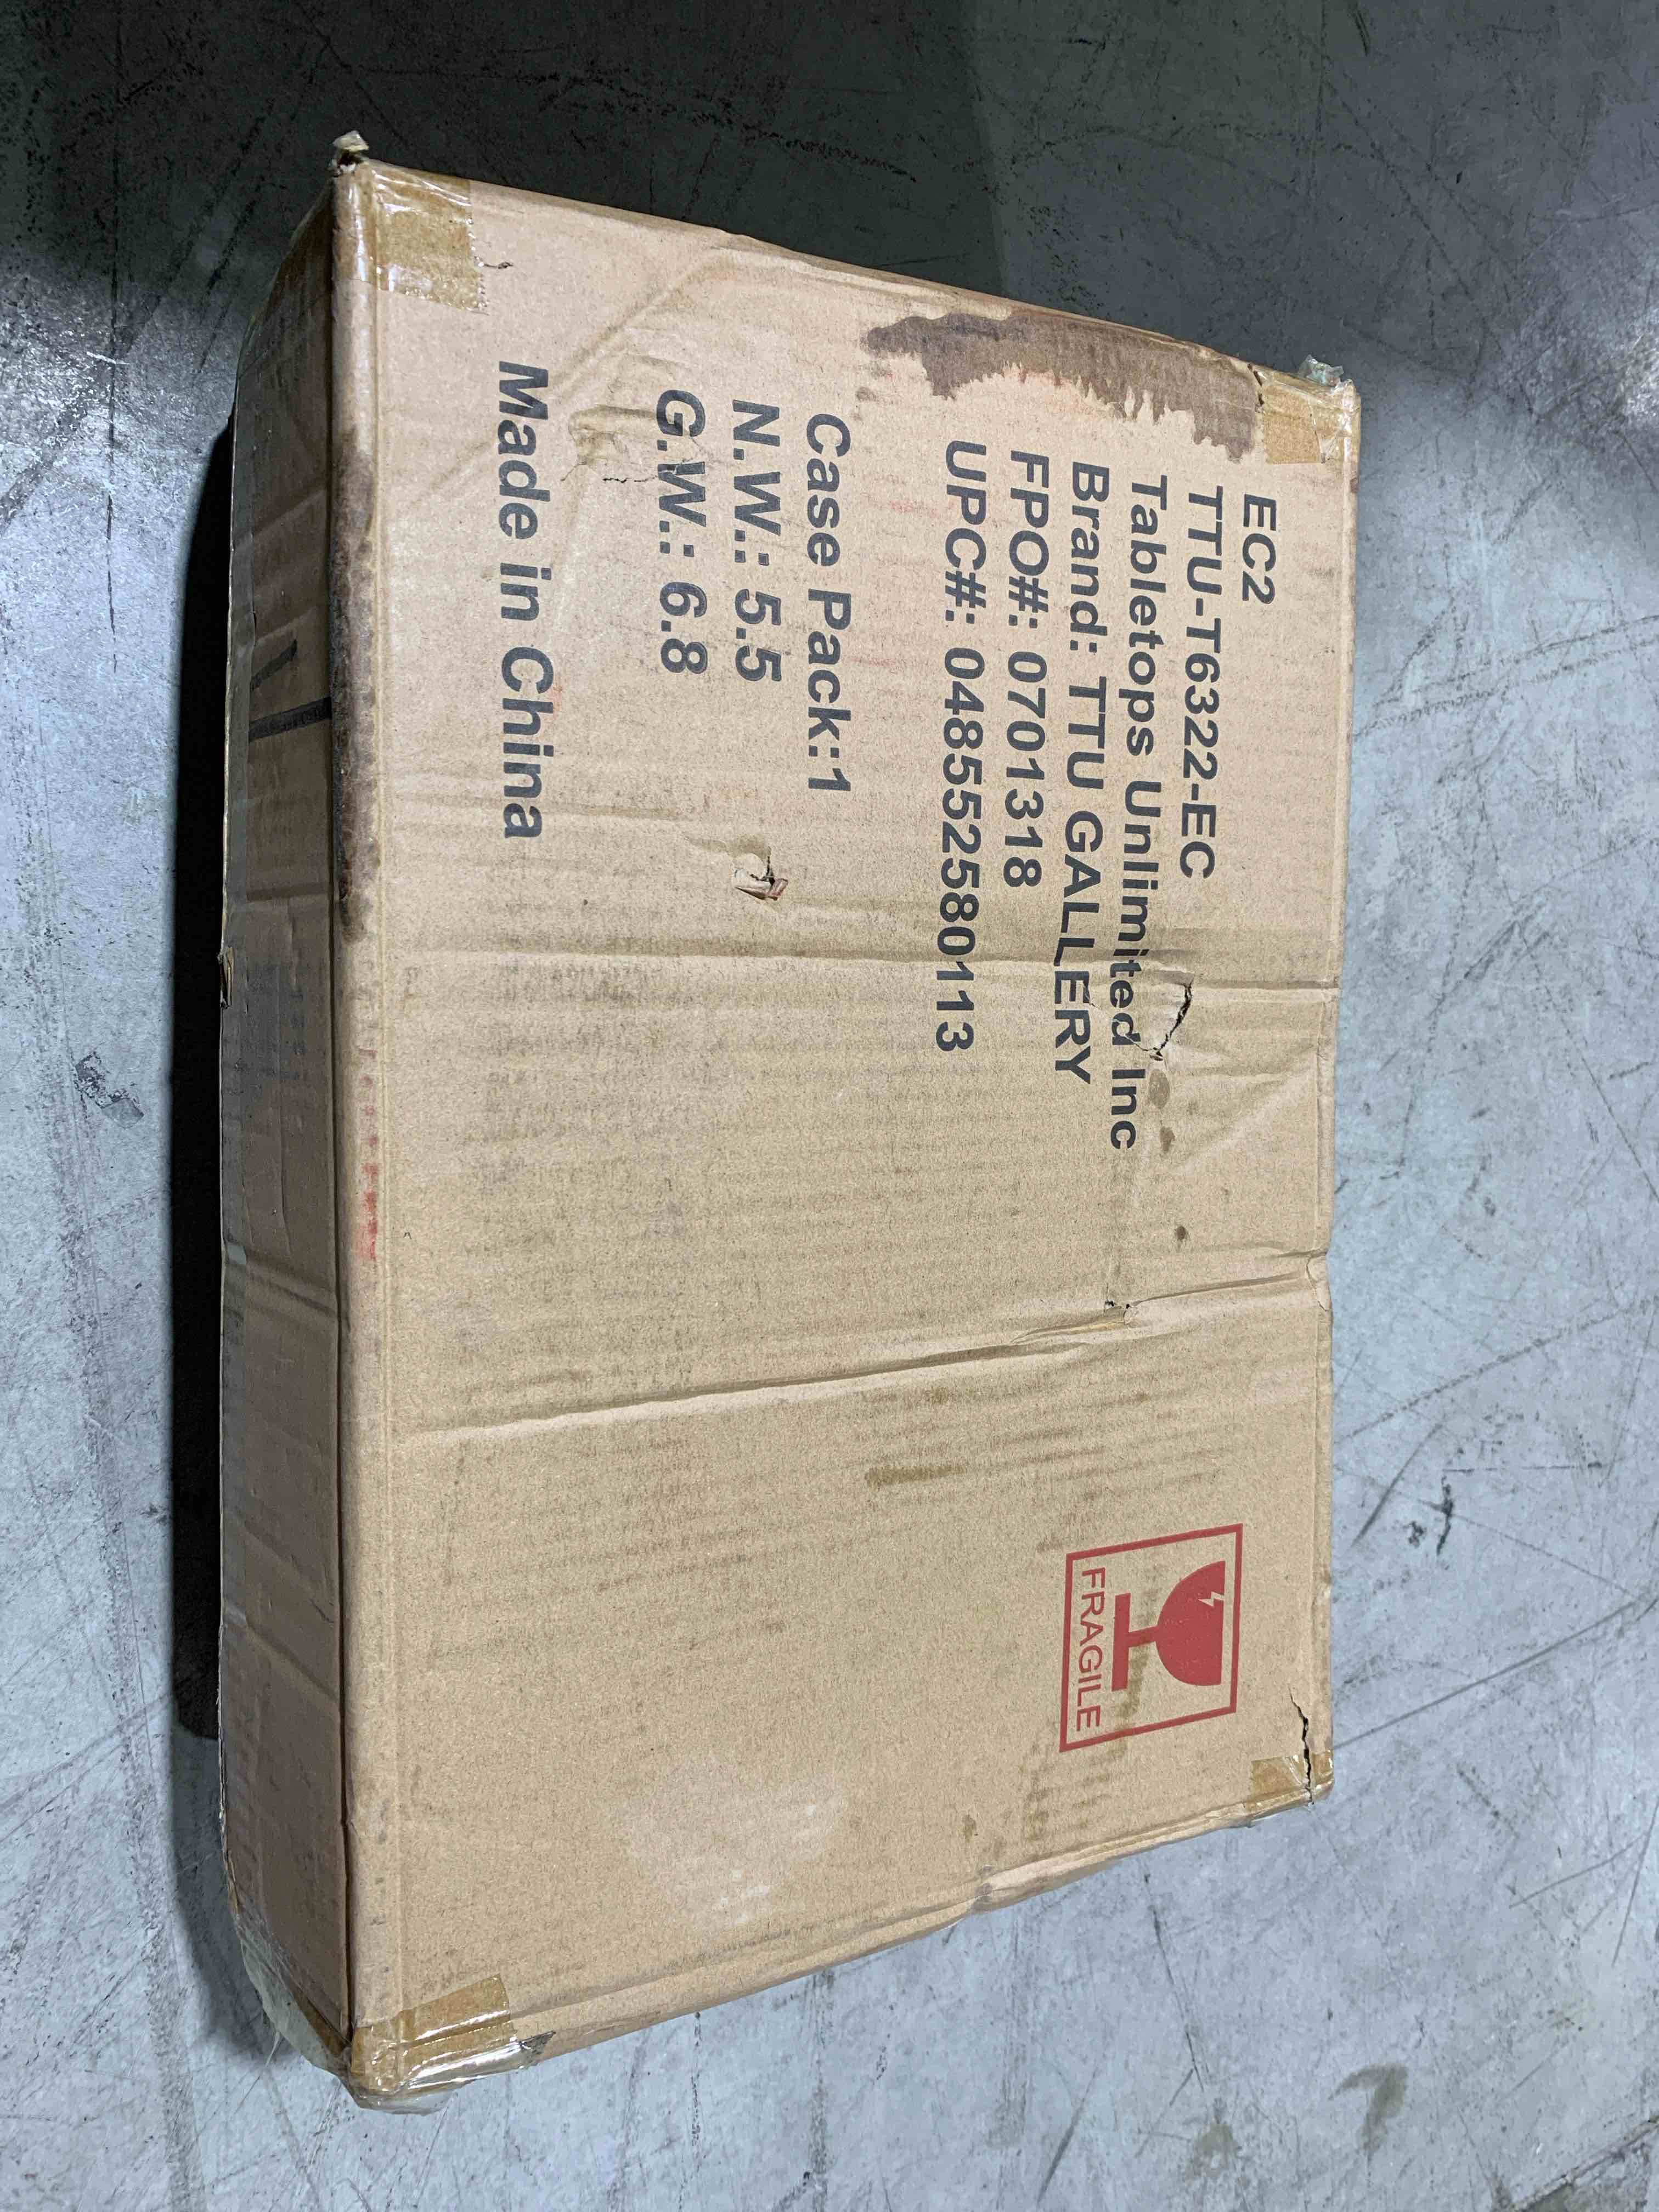 EC2
TTU-T6322-EC
Tabletops Unlimited Inc
Brand: TTU GALLERY
FPO#: 0701318
UPC#: 048552580113
Case Pack:1
N.W.: 5.5
G.W.: 6.8
Made in China
FRAGILE